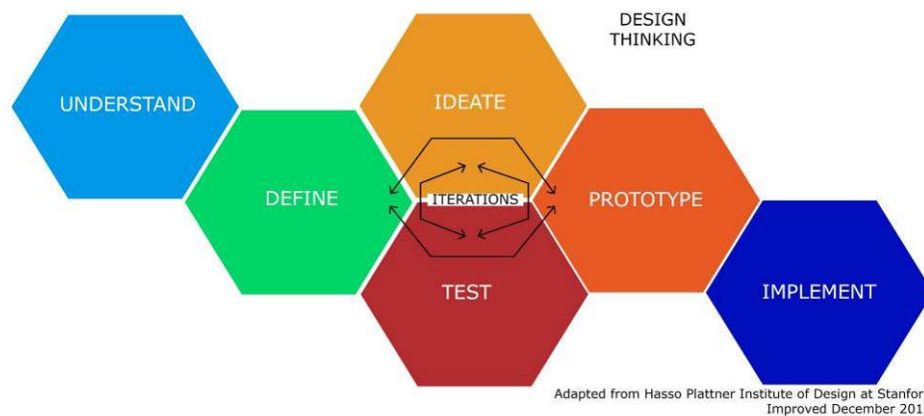 DESIGN
THINKING
UNDERSTAND
IDEATE
DEFINE
ITERATIONS
PROTOTYPE
TEST
IMPLEMENT
Adapted from Hasso Plattner Institute of Design at Stanfor
Improved December 201